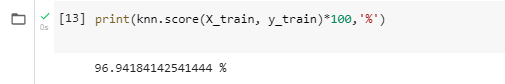 [13] print(knn.score(X_train, y_train)*100,'%')
0s
96.94184142541444 %